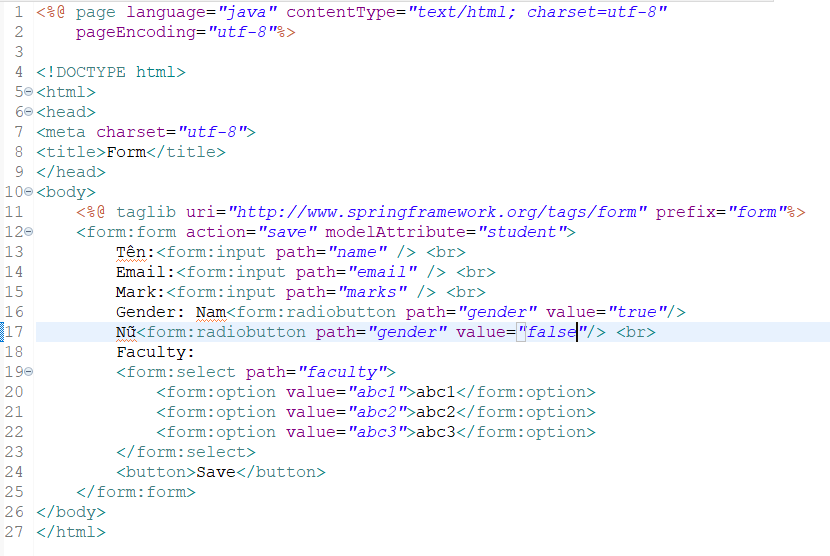 1 <%@ page language="java" contentType="text/html; charset=utf-8"
2     pageEncoding="utf-8"%>
3
4 <!DOCTYPE html>
5 <html>
6 <head>
7 <meta charset="utf-8">
8 <title>Form</title>
9 </head>
10 <body>
11     <%@ taglib uri="http://www.springframework.org/tags/form" prefix="form"%>
12     <form:form action="save" modelAttribute="student">
13         Tên:<form:input path="name" /> <br>
14         Email:<form:input path="email" /> <br>
15         Mark:<form:input path="marks" /> <br>
16         Gender: Nam<form:radiobutton path="gender" value="true"/>
17         Nữ<form:radiobutton path="gender" value="false"/> <br>
18         Faculty:
19         <form:select path="faculty">
20             <form:option value="abc1">abc1</form:option>
21             <form:option value="abc2">abc2</form:option>
22             <form:option value="abc3">abc3</form:option>
23         </form:select>
24         <button>Save</button>
25     </form:form>
26 </body>
27 </html>